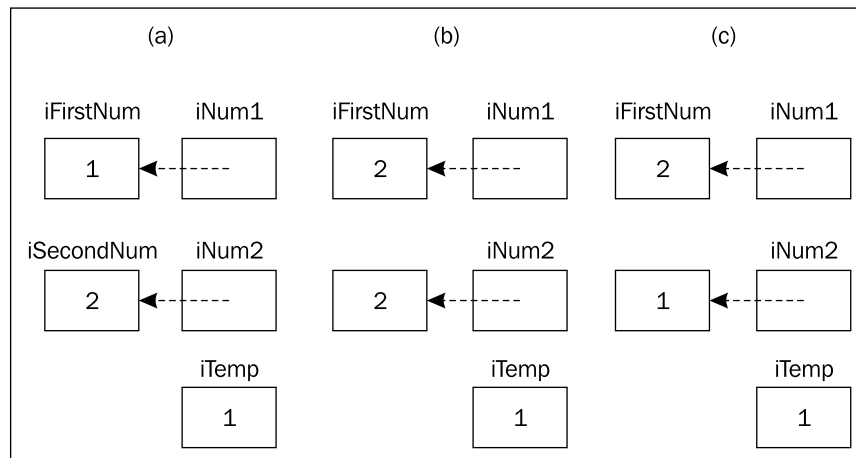 (a) (b) (c)
iFirstNum iNum1 iFirstNum iNum1 iFirstNum iNum1
1 2 2
iSecondNum iNum2 iNum2 iNum2
2 2 1
iTemp iTemp iTemp
1 1 1